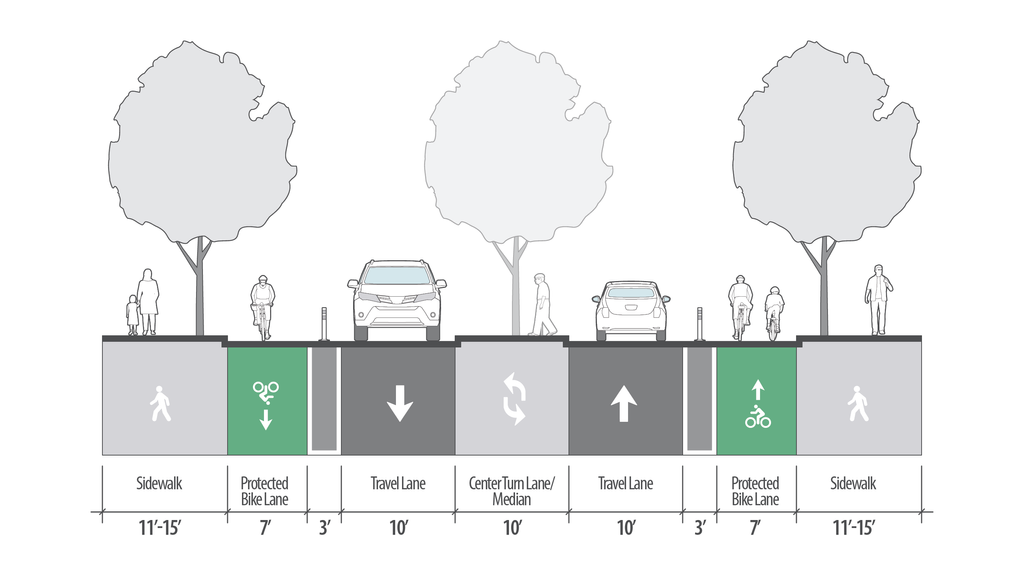 Sidewalk
Protected
Bike Lane
Travel Lane
Center Turn Lane/
Median
Travel Lane
Protected
Bike Lane
Sidewalk
11’-15’
7’
3’
10’
10’
10’
3’
7’
11’-15’